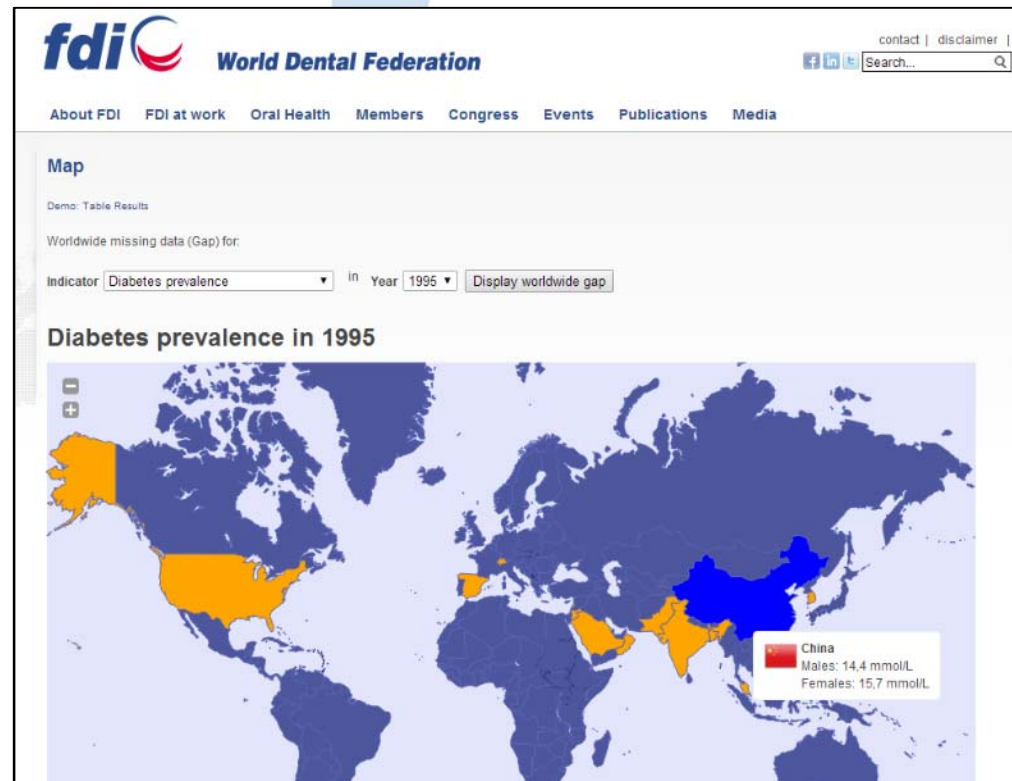 fdi
World Dental Federation
contact | disclaimer |
Search...
About FDI FDI at work Oral Health Members Congress Events Publications Media
Map
Demo: Table Results
Worldwide missing data (Gap) for:
Indicator Diabetes prevalence in Year 1995 Display worldwide gap
Diabetes prevalence in 1995
China
Males: 14,4 mmol/L
Females: 15,7 mmol/L